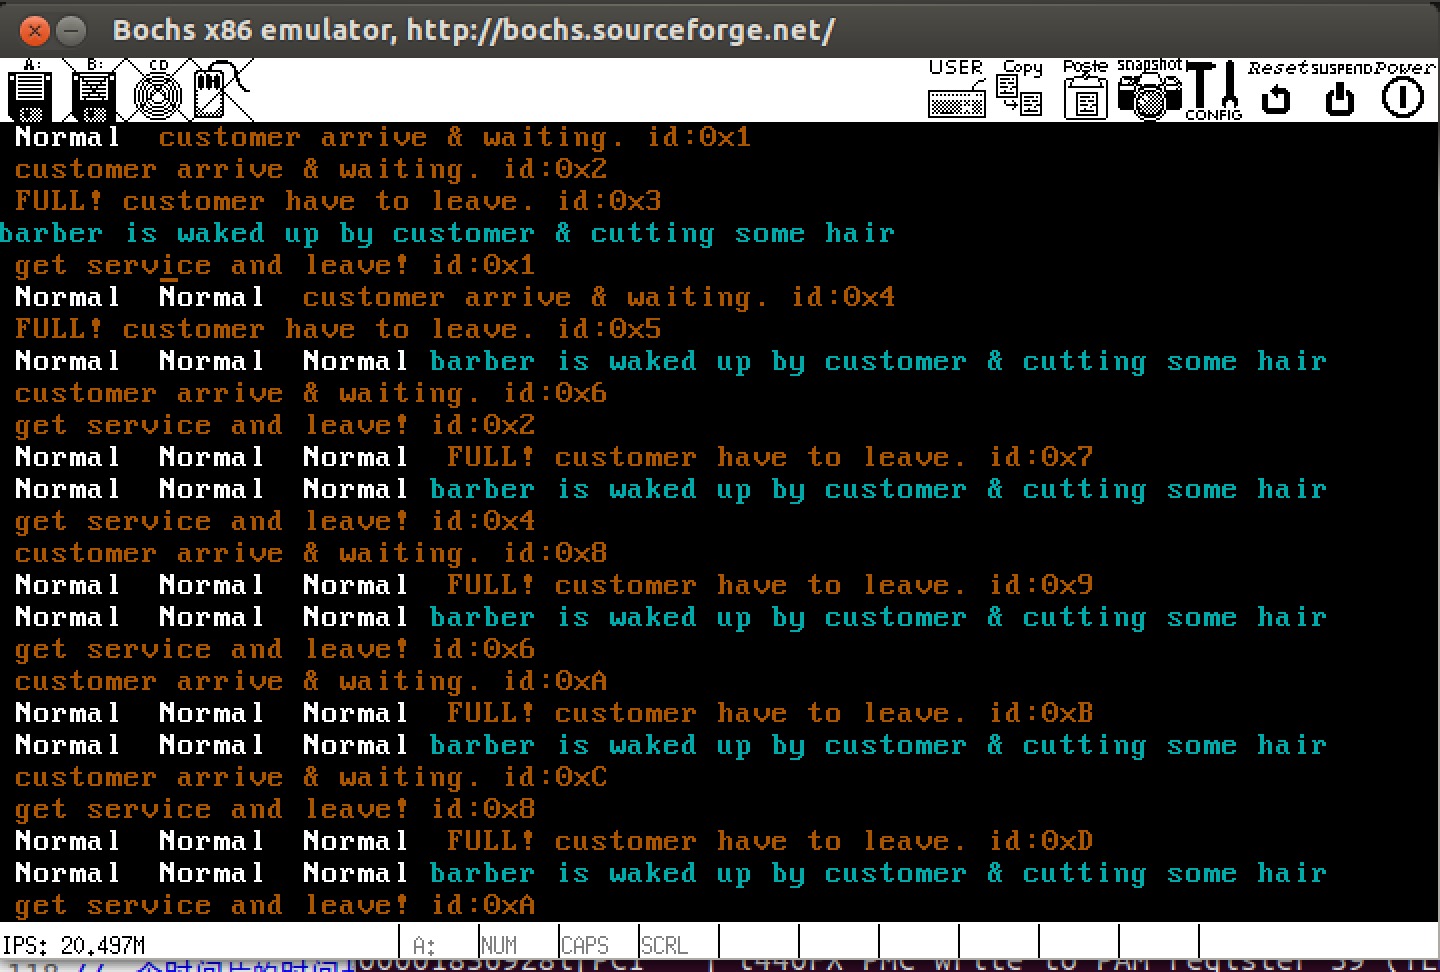 Bochs x86 emulator, http://bochs.sourceforge.net/
A: B: CD USER Copy Paste snapshot CONFIG Reset SUSPEND Power
Normal customer arrive & waiting. id:0x1
customer arrive & waiting. id:0x2
FULL! customer have to leave. id:0x3
barber is waked up by customer & cutting some hair
get service and leave! id:0x1
Normal Normal customer arrive & waiting. id:0x4
FULL! customer have to leave. id:0x5
Normal Normal Normal barber is waked up by customer & cutting some hair
customer arrive & waiting. id:0x6
get service and leave! id:0x2
Normal Normal Normal FULL! customer have to leave. id:0x7
Normal Normal Normal barber is waked up by customer & cutting some hair
get service and leave! id:0x4
customer arrive & waiting. id:0x8
Normal Normal Normal FULL! customer have to leave. id:0x9
Normal Normal Normal barber is waked up by customer & cutting some hair
get service and leave! id:0x6
customer arrive & waiting. id:0xA
Normal Normal Normal FULL! customer have to leave. id:0xB
Normal Normal Normal barber is waked up by customer & cutting some hair
customer arrive & waiting. id:0xC
get service and leave! id:0x8
Normal Normal Normal FULL! customer have to leave. id:0xD
Normal Normal Normal barber is waked up by customer & cutting some hair
get service and leave! id:0xA
IPS: 20.497M A: NUM CAPS SCRL